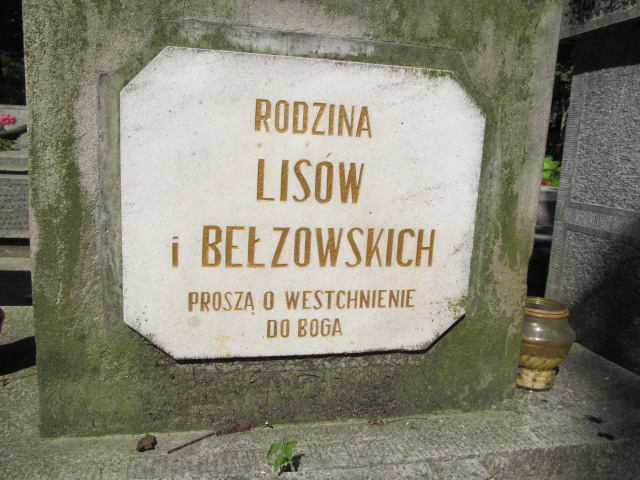 RODZINA
LISÓW
i BEŁZOWSKICH
PROSZĄ O WESTCHNIENIE
DO BOGA